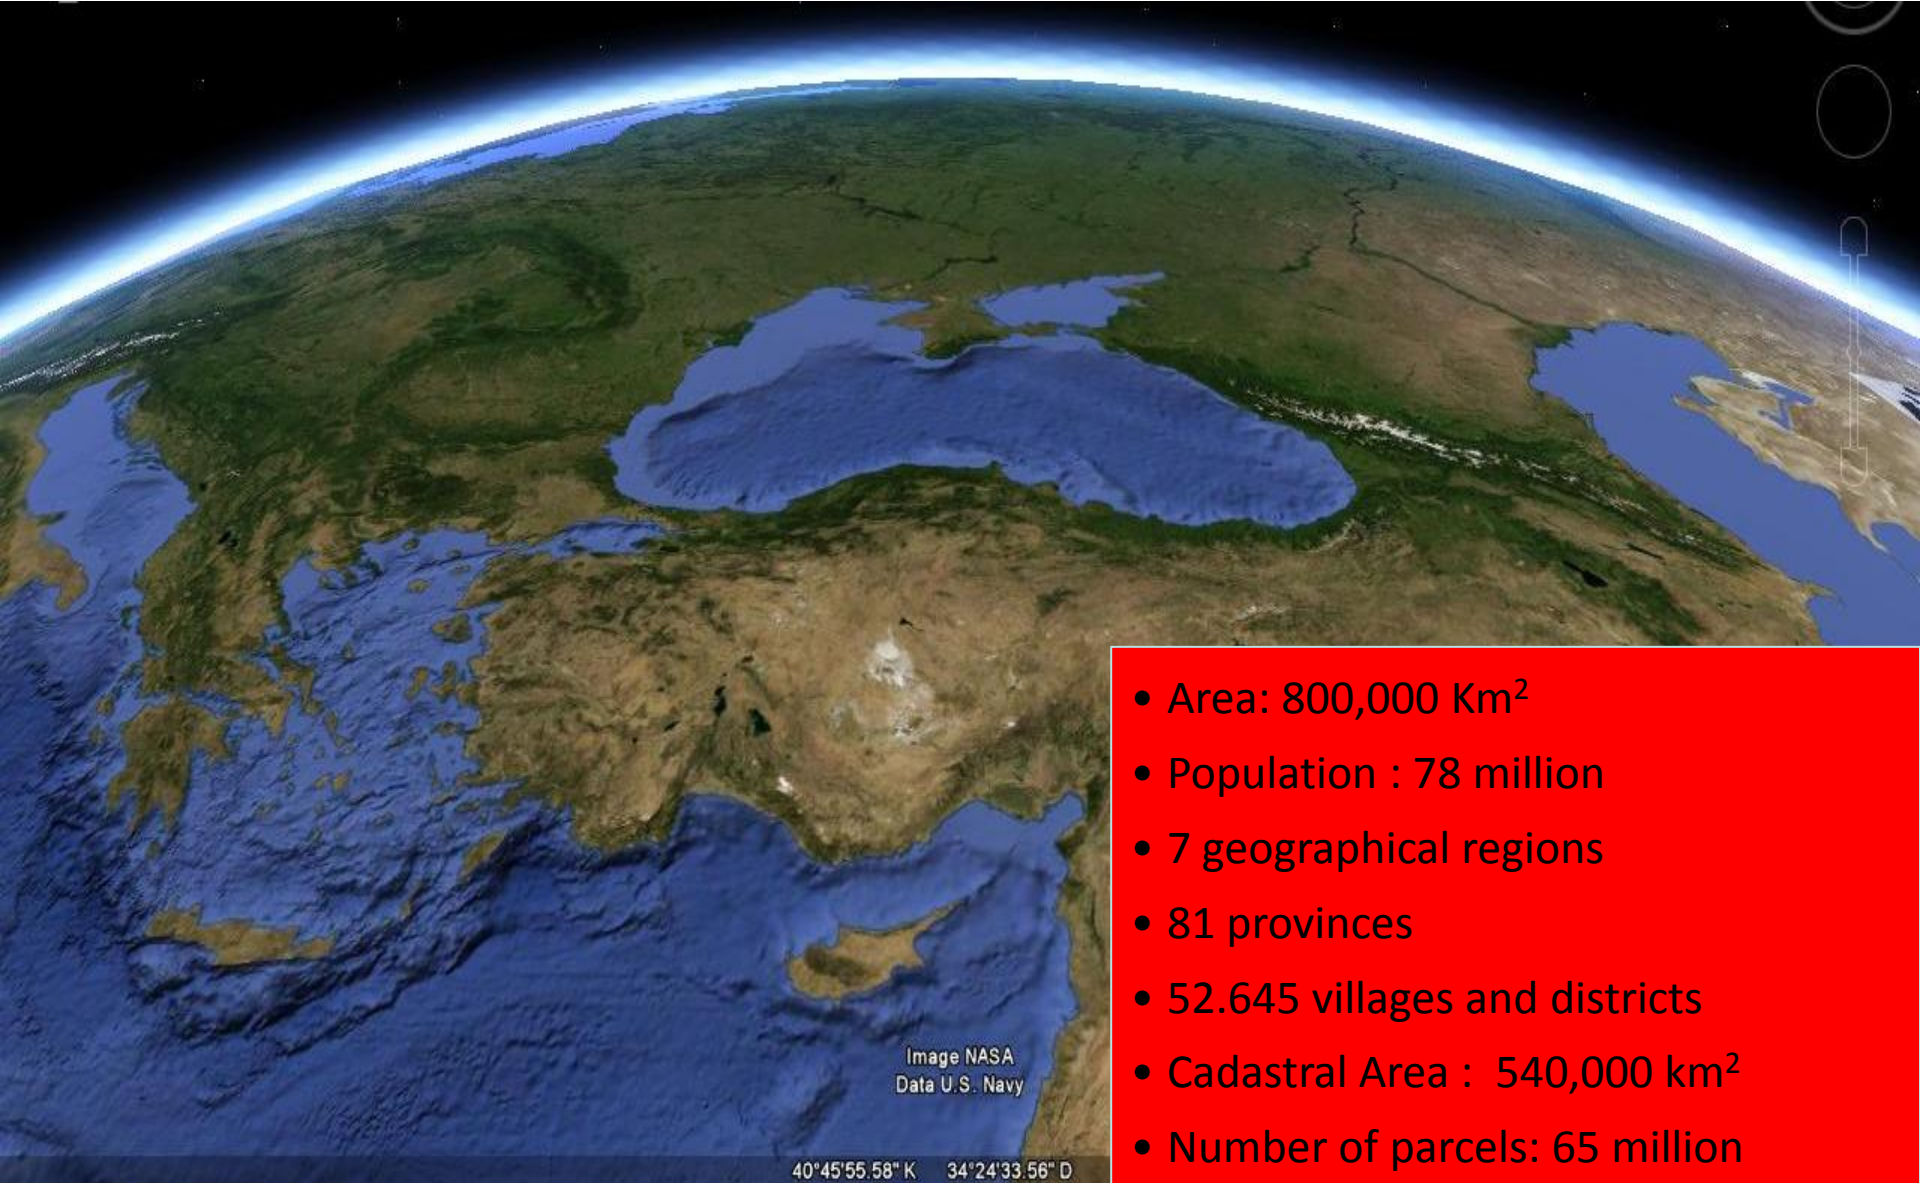 • Area: 800,000 Km²
• Population : 78 million
• 7 geographical regions
• 81 provinces
• 52.645 villages and districts
• Cadastral Area :  540,000 km²
• Number of parcels: 65 million
Image NASA
Data U.S. Navy
40°45'55.58" K    34°24'33.56" D